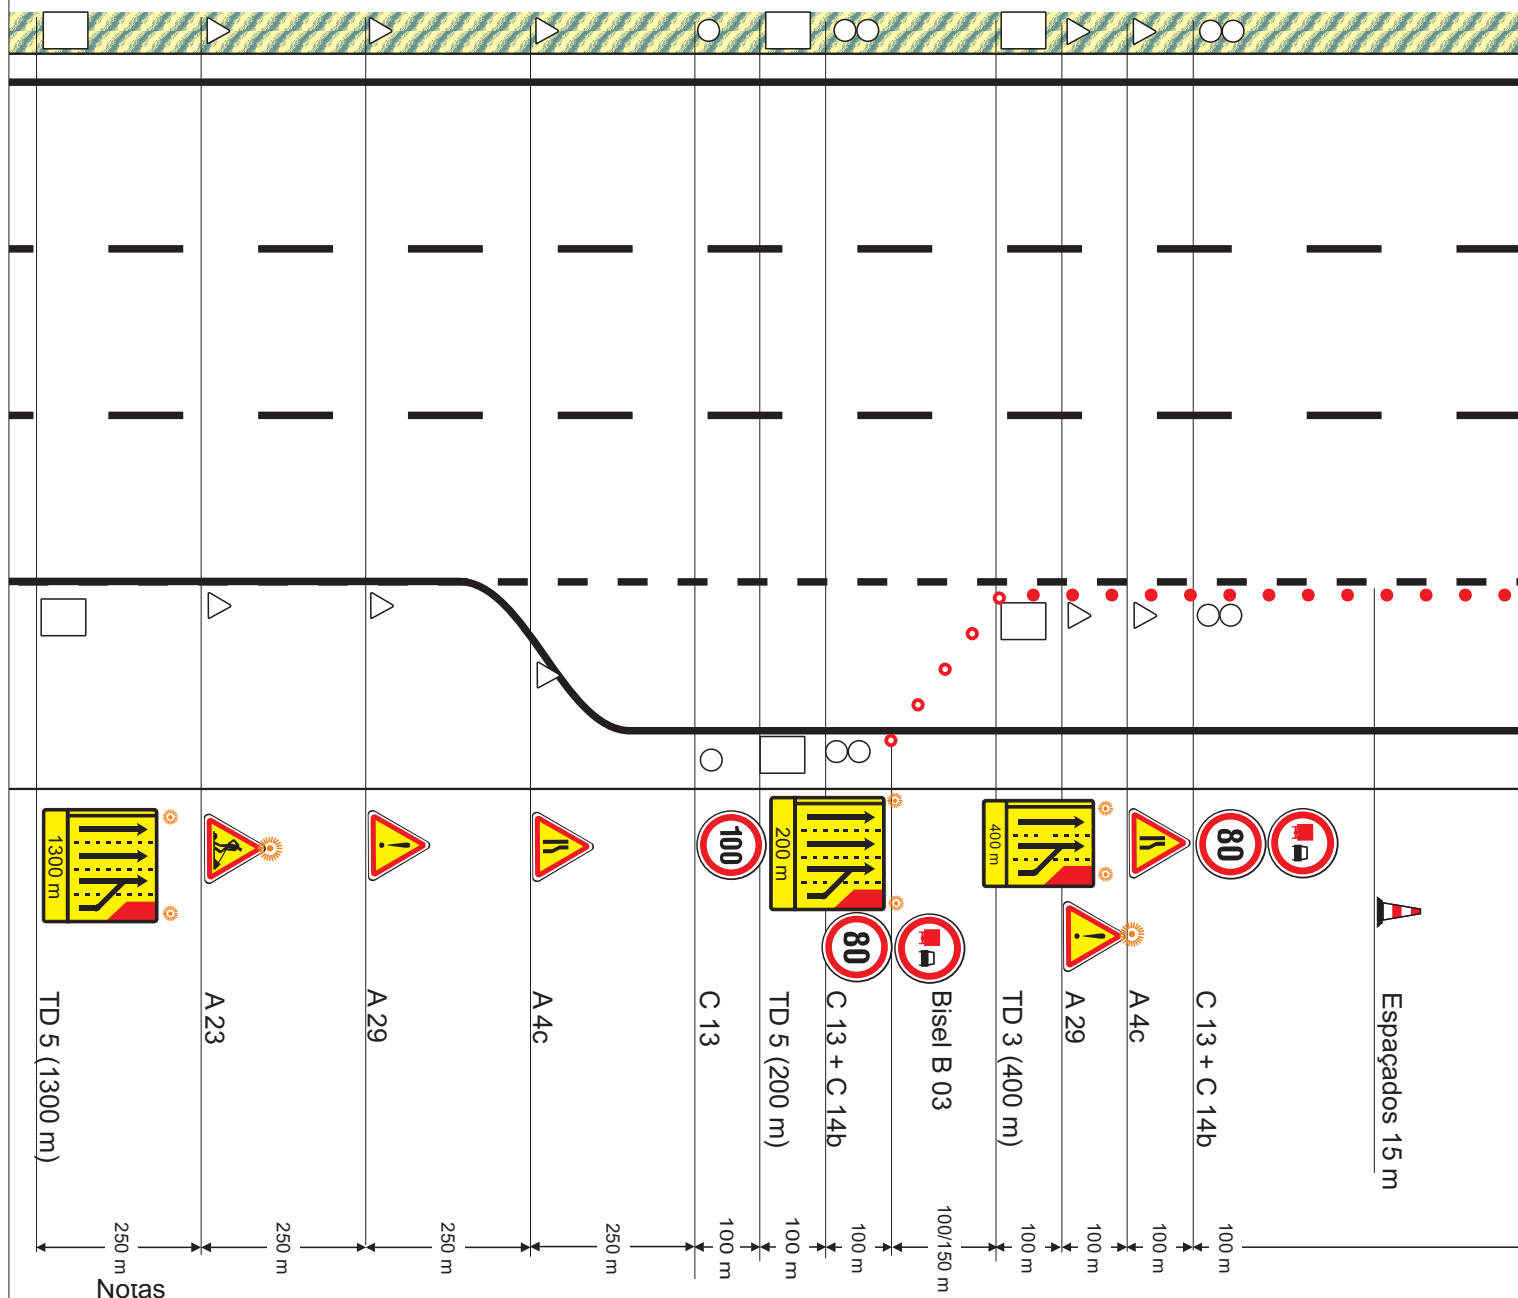 1300 m
100
200 m
80
400 m
80
TD 5 (1300 m)
A 23
A 29
A 4c
C 13
TD 5 (200 m)
C 13 + C 14b
Bisel B 03
TD 3 (400 m)
A 29
A 4c
C 13 + C 14b
Espaçados 15 m
250 m
250 m
250 m
250 m
100 m
100 m
100 m
100/150 m
100 m
100 m
100 m
100 m
Notas